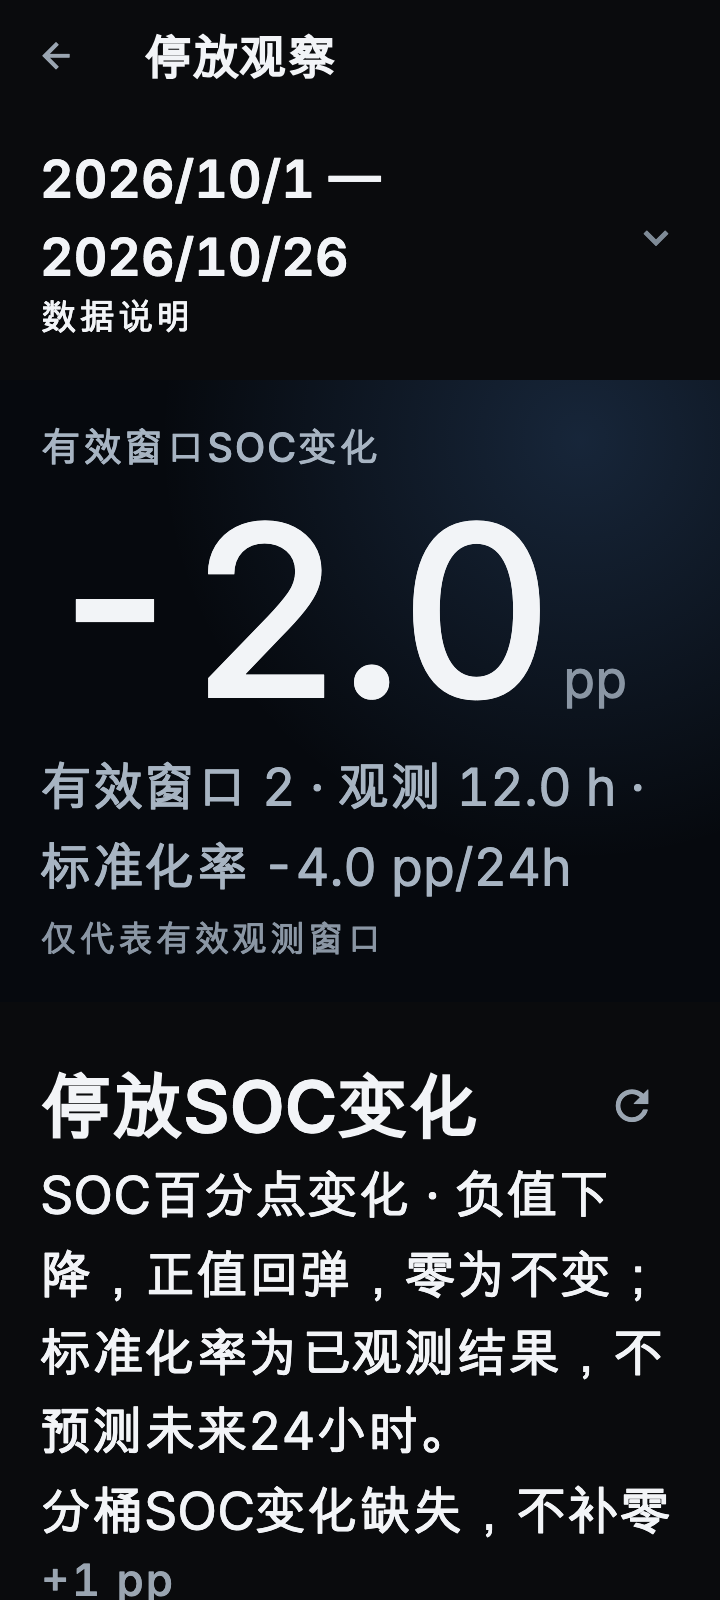 停放观察
2026/10/1 —
2026/10/26
数据说明
有效窗口SOC变化
-2.0 pp
有效窗口 2 · 观测 12.0 h ·
标准化率 -4.0 pp/24h
仅代表有效观测窗口
停放SOC变化
SOC百分点变化 · 负值下
降，正值回弹，零为不变；
标准化率为已观测结果，不
预测未来24小时。
分桶SOC变化缺失，不补零
+1 pp